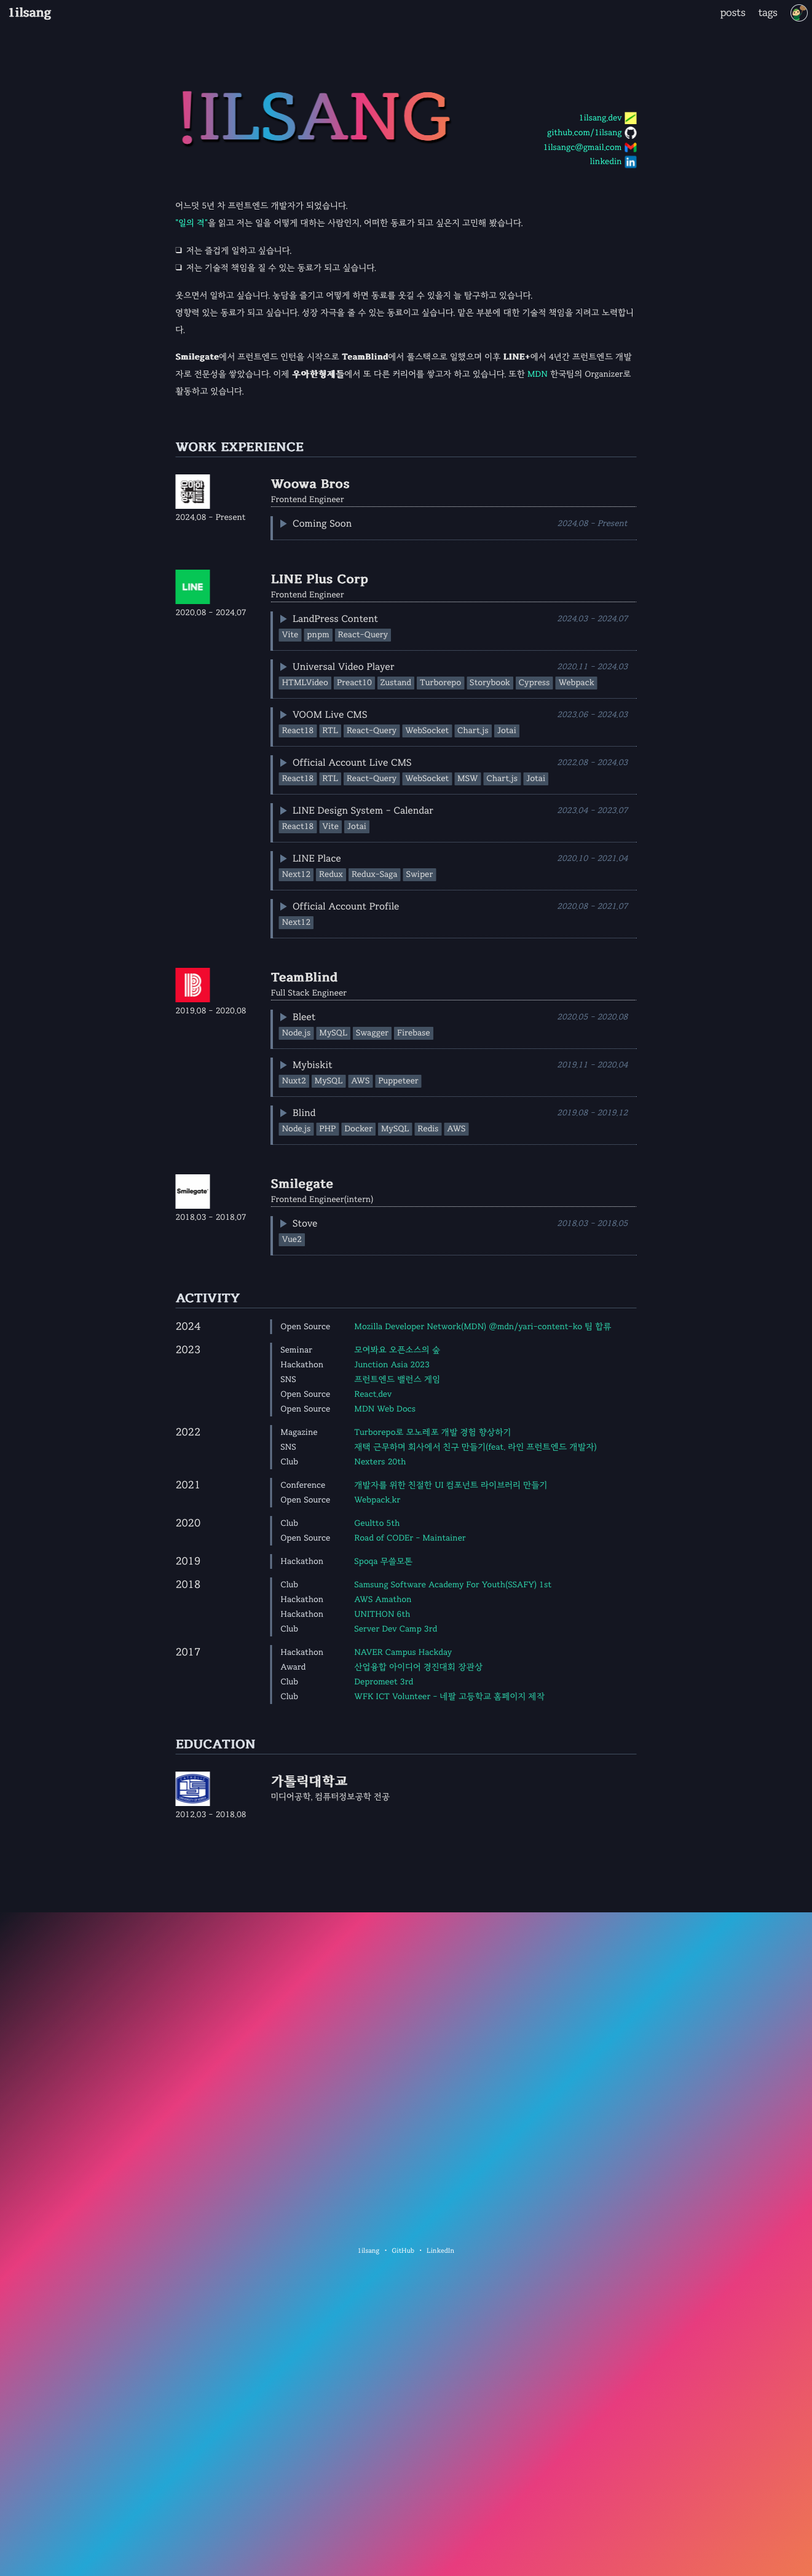 1ilsang
posts tags
!ILSANG
1ilsang.dev
github.com/1ilsang
1ilsangc@gmail.com
linkedin
어느덧 5년 차 프런트엔드 개발자가 되었습니다.
"일의 격"을 읽고 저는 일을 어떻게 대하는 사람인지, 어떠한 동료가 되고 싶은지 고민해 봤습니다.
❏ 저는 즐겁게 일하고 싶습니다.
❏ 저는 기술적 책임을 질 수 있는 동료가 되고 싶습니다.
웃으면서 일하고 싶습니다. 농담을 즐기고 어떻게 하면 동료를 웃길 수 있을지 늘 탐구하고 있습니다.
영향력 있는 동료가 되고 싶습니다. 성장 자극을 줄 수 있는 동료이고 싶습니다. 맡은 부분에 대한 기술적 책임을 지려고 노력합니
다.
Smilegate에서 프런트엔드 인턴을 시작으로 TeamBlind에서 풀스택으로 일했으며 이후 LINE+에서 4년간 프런트엔드 개발
자로 전문성을 쌓았습니다. 이제 우아한형제들에서 또 다른 커리어를 쌓고자 하고 있습니다. 또한 MDN 한국팀의 Organizer로
활동하고 있습니다.
WORK EXPERIENCE
우아한
형제들
2024.08 - Present
Woowa Bros
Frontend Engineer
Coming Soon 2024.08 - Present
LINE
2020.08 - 2024.07
LINE Plus Corp
Frontend Engineer
LandPress Content 2024.03 - 2024.07
Vite pnpm React-Query
Universal Video Player 2020.11 - 2024.03
HTMLVideo Preact10 Zustand Turborepo Storybook Cypress Webpack
VOOM Live CMS 2023.06 - 2024.03
React18 RTL React-Query WebSocket Chart.js Jotai
Official Account Live CMS 2022.08 - 2024.03
React18 RTL React-Query WebSocket MSW Chart.js Jotai
LINE Design System - Calendar 2023.04 - 2023.07
React18 Vite Jotai
LINE Place 2020.10 - 2021.04
Next12 Redux Redux-Saga Swiper
Official Account Profile 2020.08 - 2021.07
Next12
2019.08 - 2020.08
TeamBlind
Full Stack Engineer
Bleet 2020.05 - 2020.08
Node.js MySQL Swagger Firebase
Mybiskit 2019.11 - 2020.04
Nuxt2 MySQL AWS Puppeteer
Blind 2019.08 - 2019.12
Node.js PHP Docker MySQL Redis AWS
Smilegate
2018.03 - 2018.07
Smilegate
Frontend Engineer(intern)
Stove 2018.03 - 2018.05
Vue2
ACTIVITY
2024 Open Source Mozilla Developer Network(MDN) @mdn/yari-content-ko 팀 합류
2023 Seminar 모여봐요 오픈소스의 숲
Hackathon Junction Asia 2023
SNS 프런트엔드 밸런스 게임
Open Source React.dev
Open Source MDN Web Docs
2022 Magazine Turborepo로 모노레포 개발 경험 향상하기
SNS 재택 근무하며 회사에서 친구 만들기(feat. 라인 프런트엔드 개발자)
Club Nexters 20th
2021 Conference 개발자를 위한 친절한 UI 컴포넌트 라이브러리 만들기
Open Source Webpack.kr
2020 Club Geultto 5th
Open Source Road of CODEr - Maintainer
2019 Hackathon Spoqa 무쓸모톤
2018 Club Samsung Software Academy For Youth(SSAFY) 1st
Hackathon AWS Amathon
Hackathon UNITHON 6th
Club Server Dev Camp 3rd
2017 Hackathon NAVER Campus Hackday
Award 산업융합 아이디어 경진대회 장관상
Club Depromeet 3rd
Club WFK ICT Volunteer - 네팔 고등학교 홈페이지 제작
EDUCATION
2012.03 - 2018.08
가톨릭대학교
미디어공학, 컴퓨터정보공학 전공
1ilsang • GitHub • LinkedIn